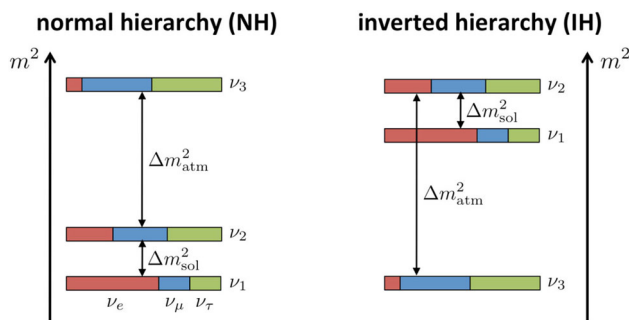 normal hierarchy (NH)
inverted hierarchy (IH)
m²
ν₃
Δm²atm
ν₂
Δm²sol
ν₁
νₑ νμ ντ
ν₂
Δm²sol
ν₁
Δm²atm
ν₃
m²